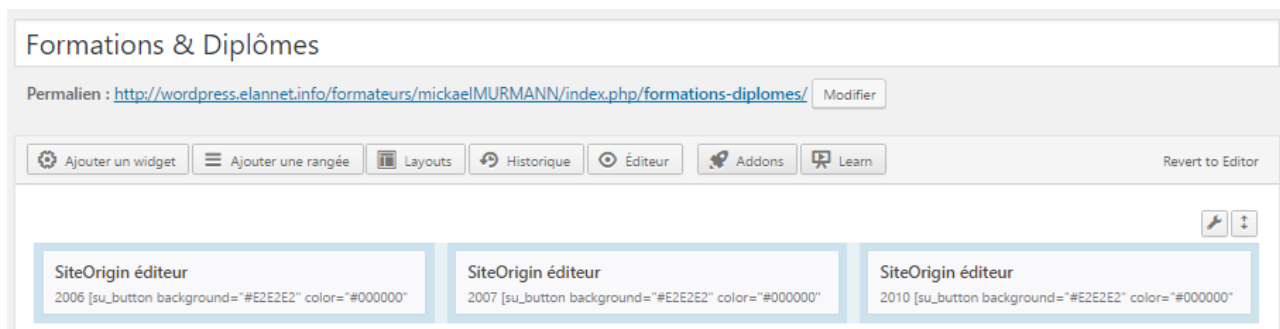 Formations & Diplômes
Permalien : http://wordpress.elannet.info/formateurs/mickaelMURMANN/index.php/formations-diplomes/ Modifier
Ajouter un widget Ajouter une rangée Layouts Historique Éditeur Addons Learn Revert to Editor
SiteOrigin éditeur SiteOrigin éditeur SiteOrigin éditeur
2006 [su_button background="#E2E2E2" color="#000000" 2007 [su_button background="#E2E2E2" color="#000000" 2010 [su_button background="#E2E2E2" color="#000000"